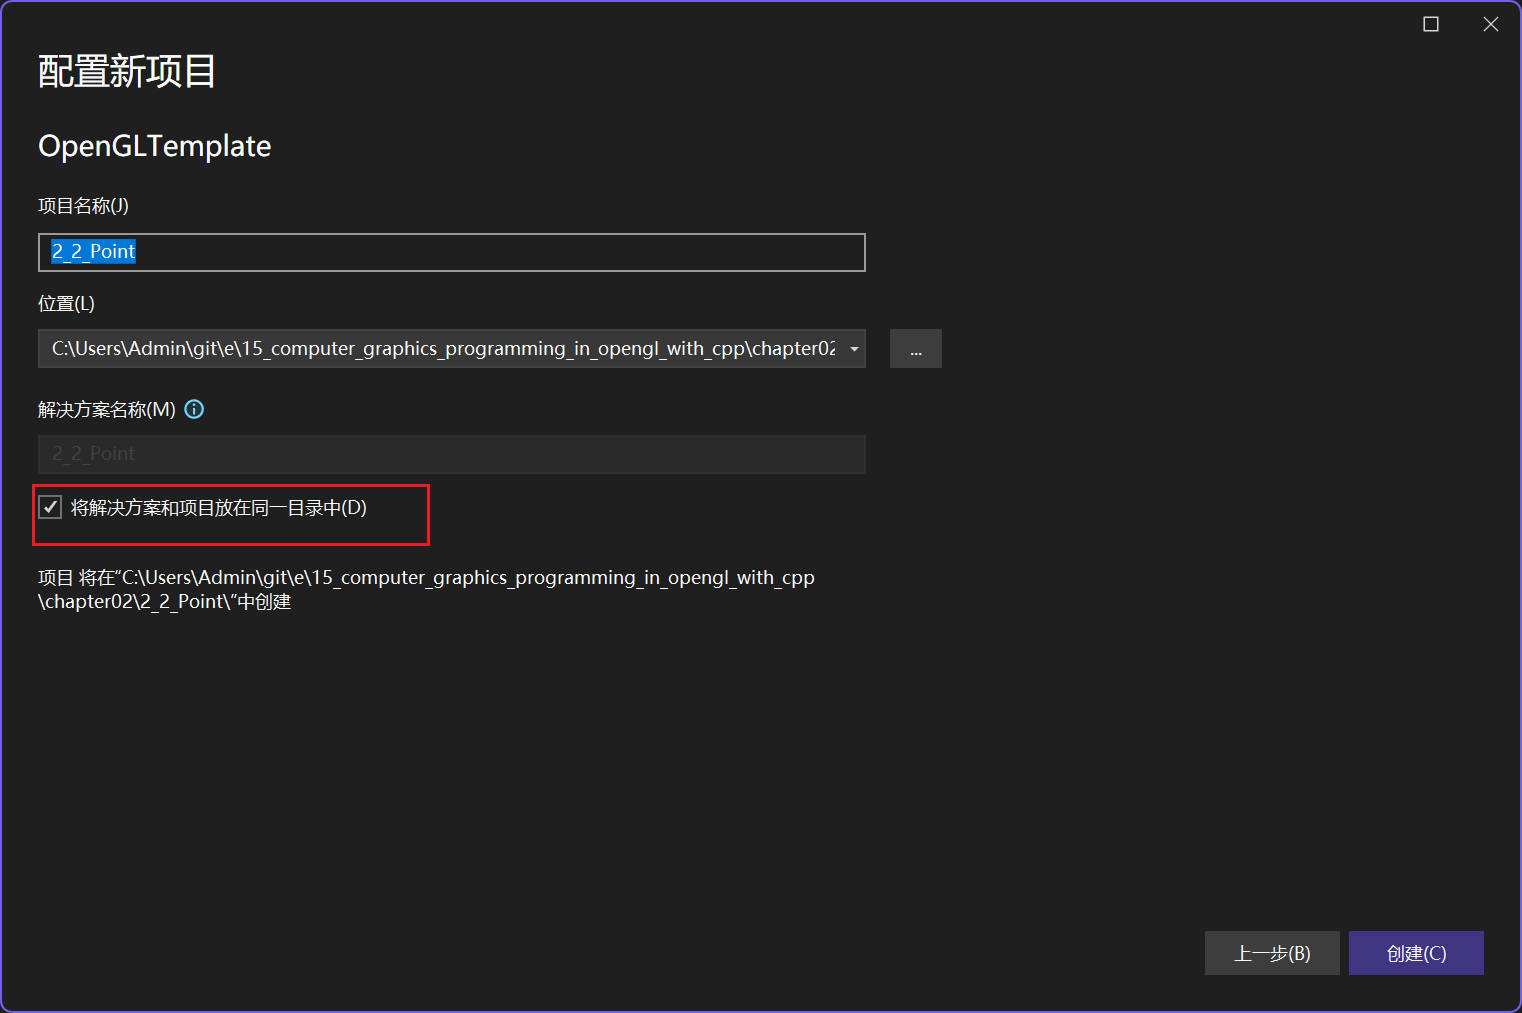 配置新项目
OpenGLTemplate
项目名称(J)
2_2_Point
位置(L)
C:\Users\Admin\git\e\15_computer_graphics_programming_in_opengl_with_cpp\chapter02
...
解决方案名称(M)
2_2_Point
将解决方案和项目放在同一目录中(D)
项目 将在“C:\Users\Admin\git\e\15_computer_graphics_programming_in_opengl_with_cpp
\chapter02\2_2_Point\”中创建
上一步(B)
创建(C)